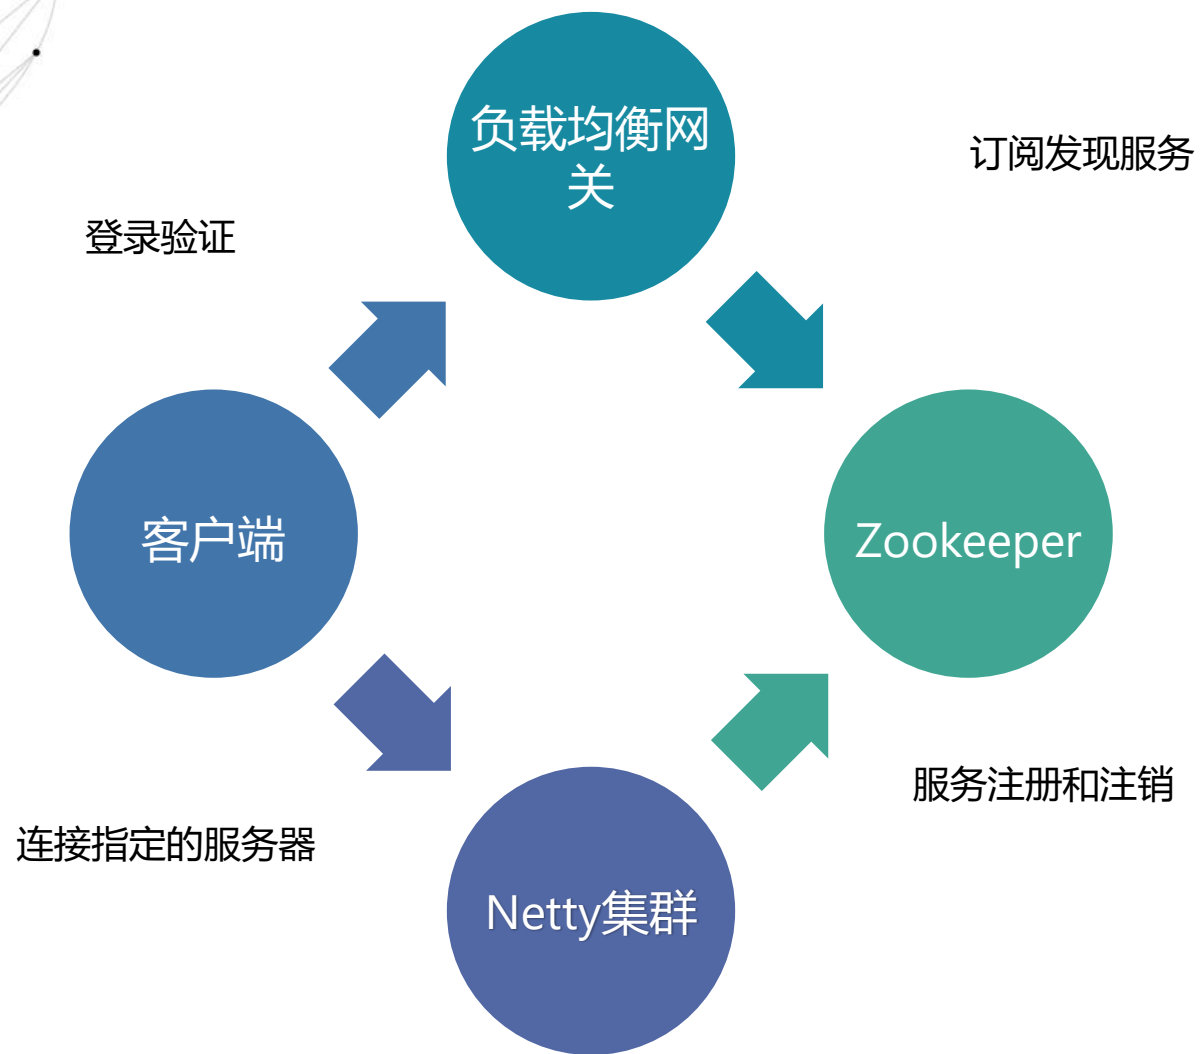 负载均衡网
关
订阅发现服务
登录验证
客户端
Zookeeper
服务注册和注销
连接指定的服务器
Netty集群